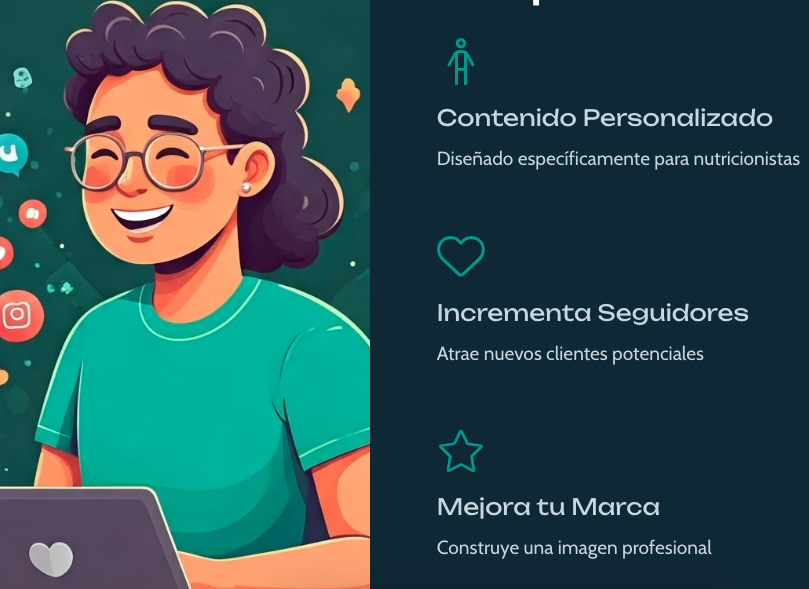 Contenido Personalizado
Diseñado específicamente para nutricionistas
Incrementa Seguidores
Atrae nuevos clientes potenciales
Mejora tu Marca
Construye una imagen profesional